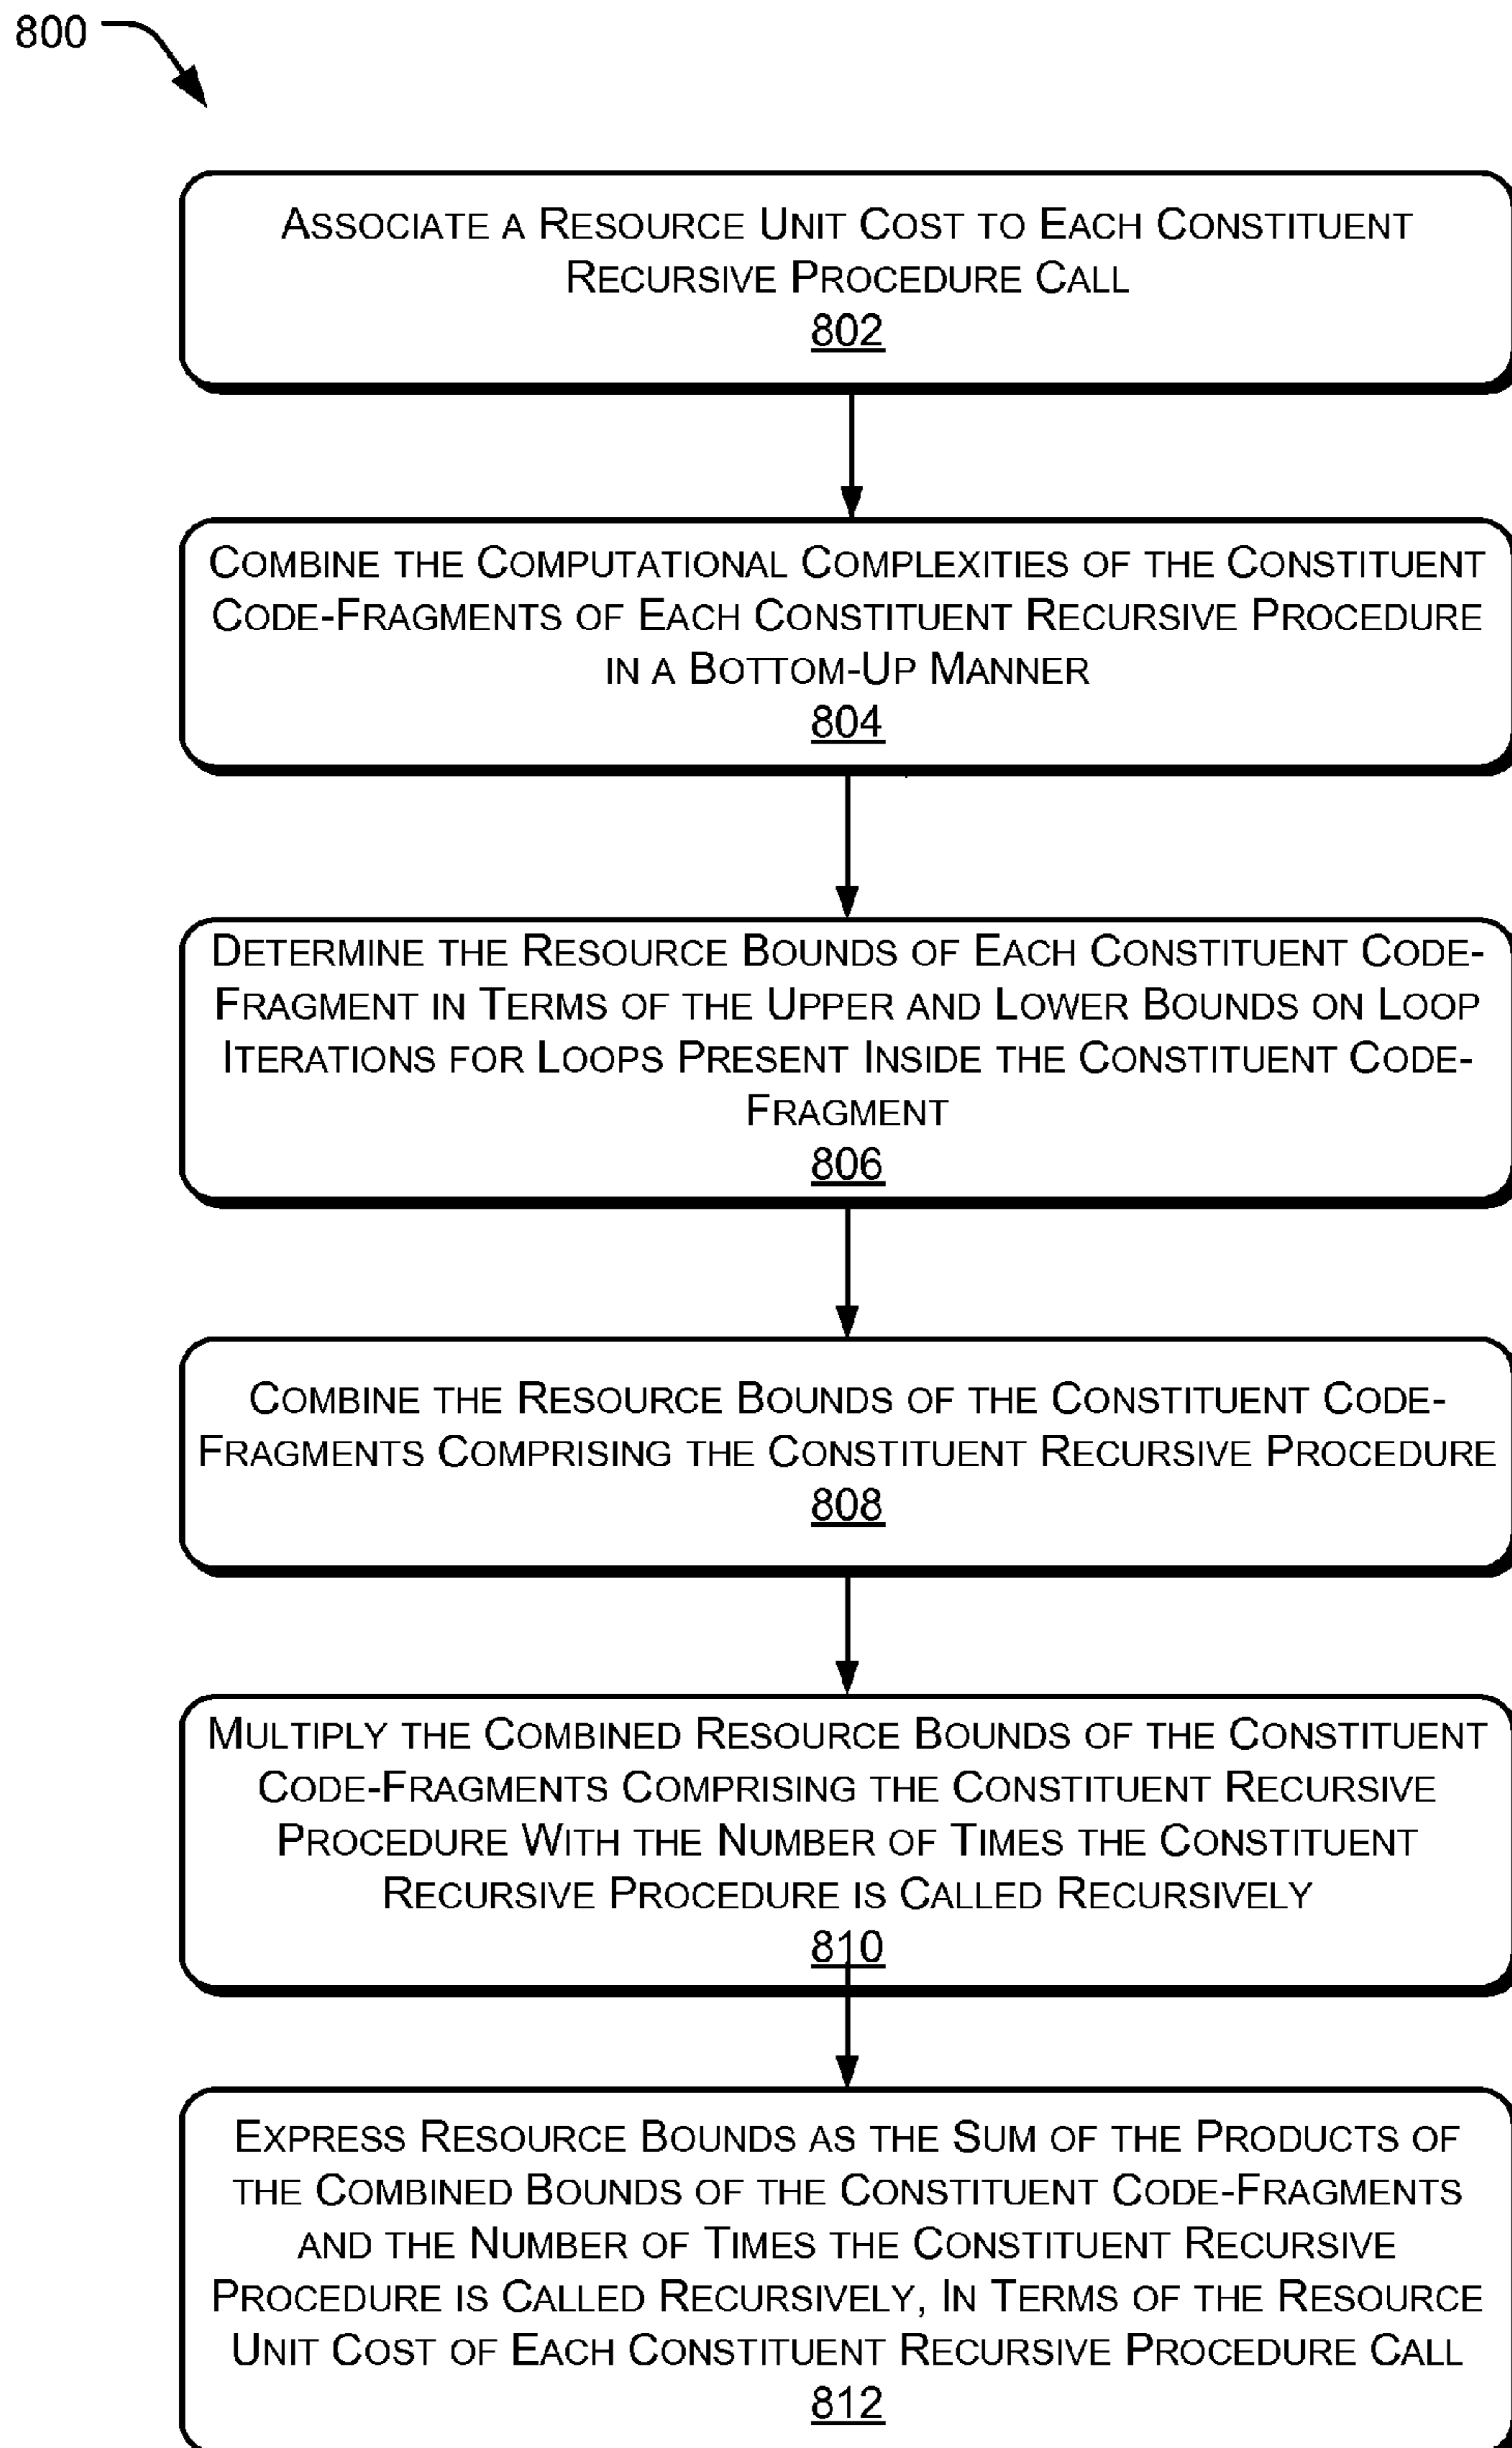 800
ASSOCIATE A RESOURCE UNIT COST TO EACH CONSTITUENT
RECURSIVE PROCEDURE CALL
802
COMBINE THE COMPUTATIONAL COMPLEXITIES OF THE CONSTITUENT
CODE-FRAGMENTS OF EACH CONSTITUENT RECURSIVE PROCEDURE
IN A BOTTOM-UP MANNER
804
DETERMINE THE RESOURCE BOUNDS OF EACH CONSTITUENT CODE-
FRAGMENT IN TERMS OF THE UPPER AND LOWER BOUNDS ON LOOP
ITERATIONS FOR LOOPS PRESENT INSIDE THE CONSTITUENT CODE-
FRAGMENT
806
COMBINE THE RESOURCE BOUNDS OF THE CONSTITUENT CODE-
FRAGMENTS COMPRISING THE CONSTITUENT RECURSIVE PROCEDURE
808
MULTIPLY THE COMBINED RESOURCE BOUNDS OF THE CONSTITUENT
CODE-FRAGMENTS COMPRISING THE CONSTITUENT RECURSIVE
PROCEDURE WITH THE NUMBER OF TIMES THE CONSTITUENT
RECURSIVE PROCEDURE IS CALLED RECURSIVELY
810
EXPRESS RESOURCE BOUNDS AS THE SUM OF THE PRODUCTS OF
THE COMBINED BOUNDS OF THE CONSTITUENT CODE-FRAGMENTS
AND THE NUMBER OF TIMES THE CONSTITUENT RECURSIVE
PROCEDURE IS CALLED RECURSIVELY, IN TERMS OF THE RESOURCE
UNIT COST OF EACH CONSTITUENT RECURSIVE PROCEDURE CALL
812